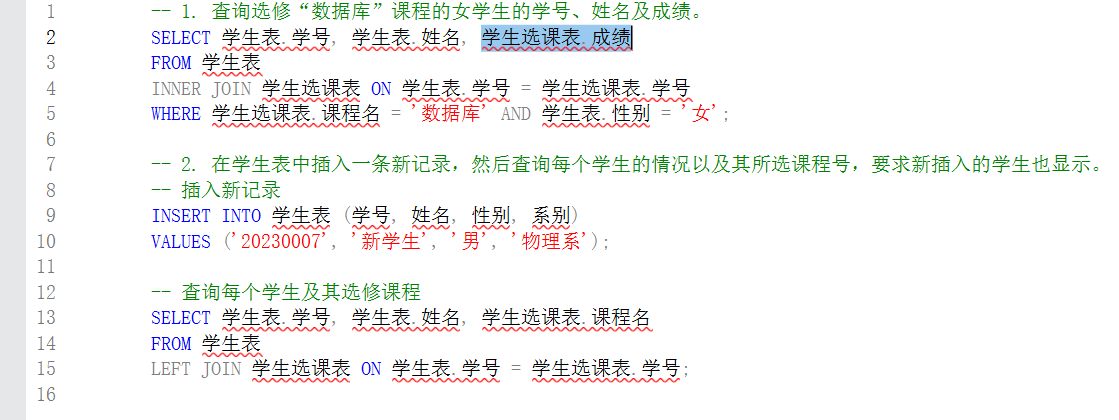 1 -- 1. 查询选修“数据库”课程的女学生的学号、姓名及成绩。
2 SELECT 学生表.学号, 学生表.姓名, 学生选课表.成绩
3 FROM 学生表
4 INNER JOIN 学生选课表 ON 学生表.学号 = 学生选课表.学号
5 WHERE 学生选课表.课程名 = '数据库' AND 学生表.性别 = '女';
6
7 -- 2. 在学生表中插入一条新记录，然后查询每个学生的情况以及其所选课程号，要求新插入的学生也显示。
8 -- 插入新记录
9 INSERT INTO 学生表 (学号, 姓名, 性别, 系别)
10 VALUES ('20230007', '新学生', '男', '物理系');
11
12 -- 查询每个学生及其选修课程
13 SELECT 学生表.学号, 学生表.姓名, 学生选课表.课程名
14 FROM 学生表
15 LEFT JOIN 学生选课表 ON 学生表.学号 = 学生选课表.学号;
16